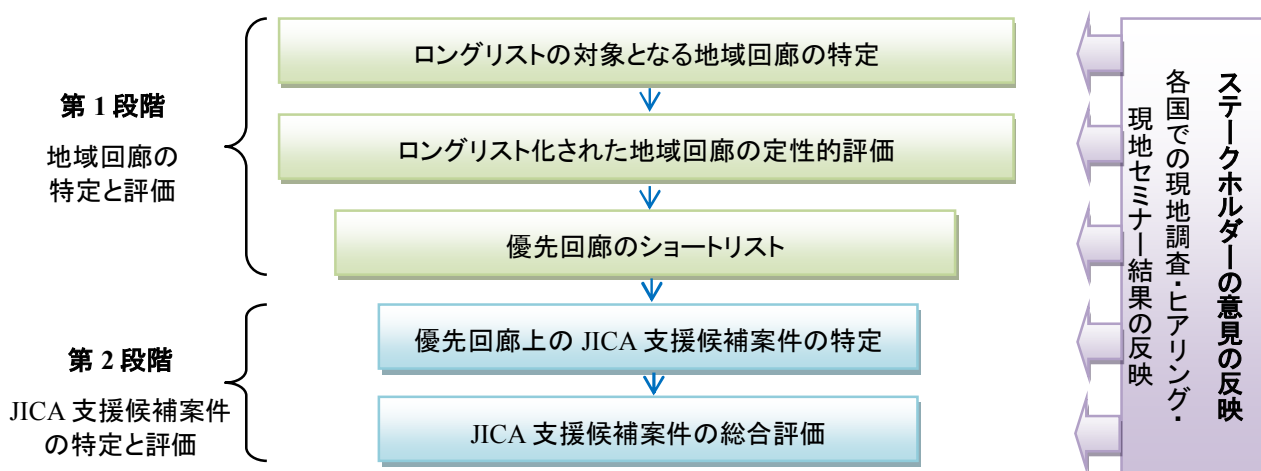 第 1 段階
地域回廊の
特定と評価
ロングリストの対象となる地域回廊の特定
ロングリスト化された地域回廊の定性的評価
優先回廊のショートリスト
第 2 段階
JICA 支援候補案件
の特定と評価
優先回廊上の JICA 支援候補案件の特定
JICA 支援候補案件の総合評価
ステークホルダーの意見の反映
各国での現地調査・ヒアリング・
現地セミナー結果の反映